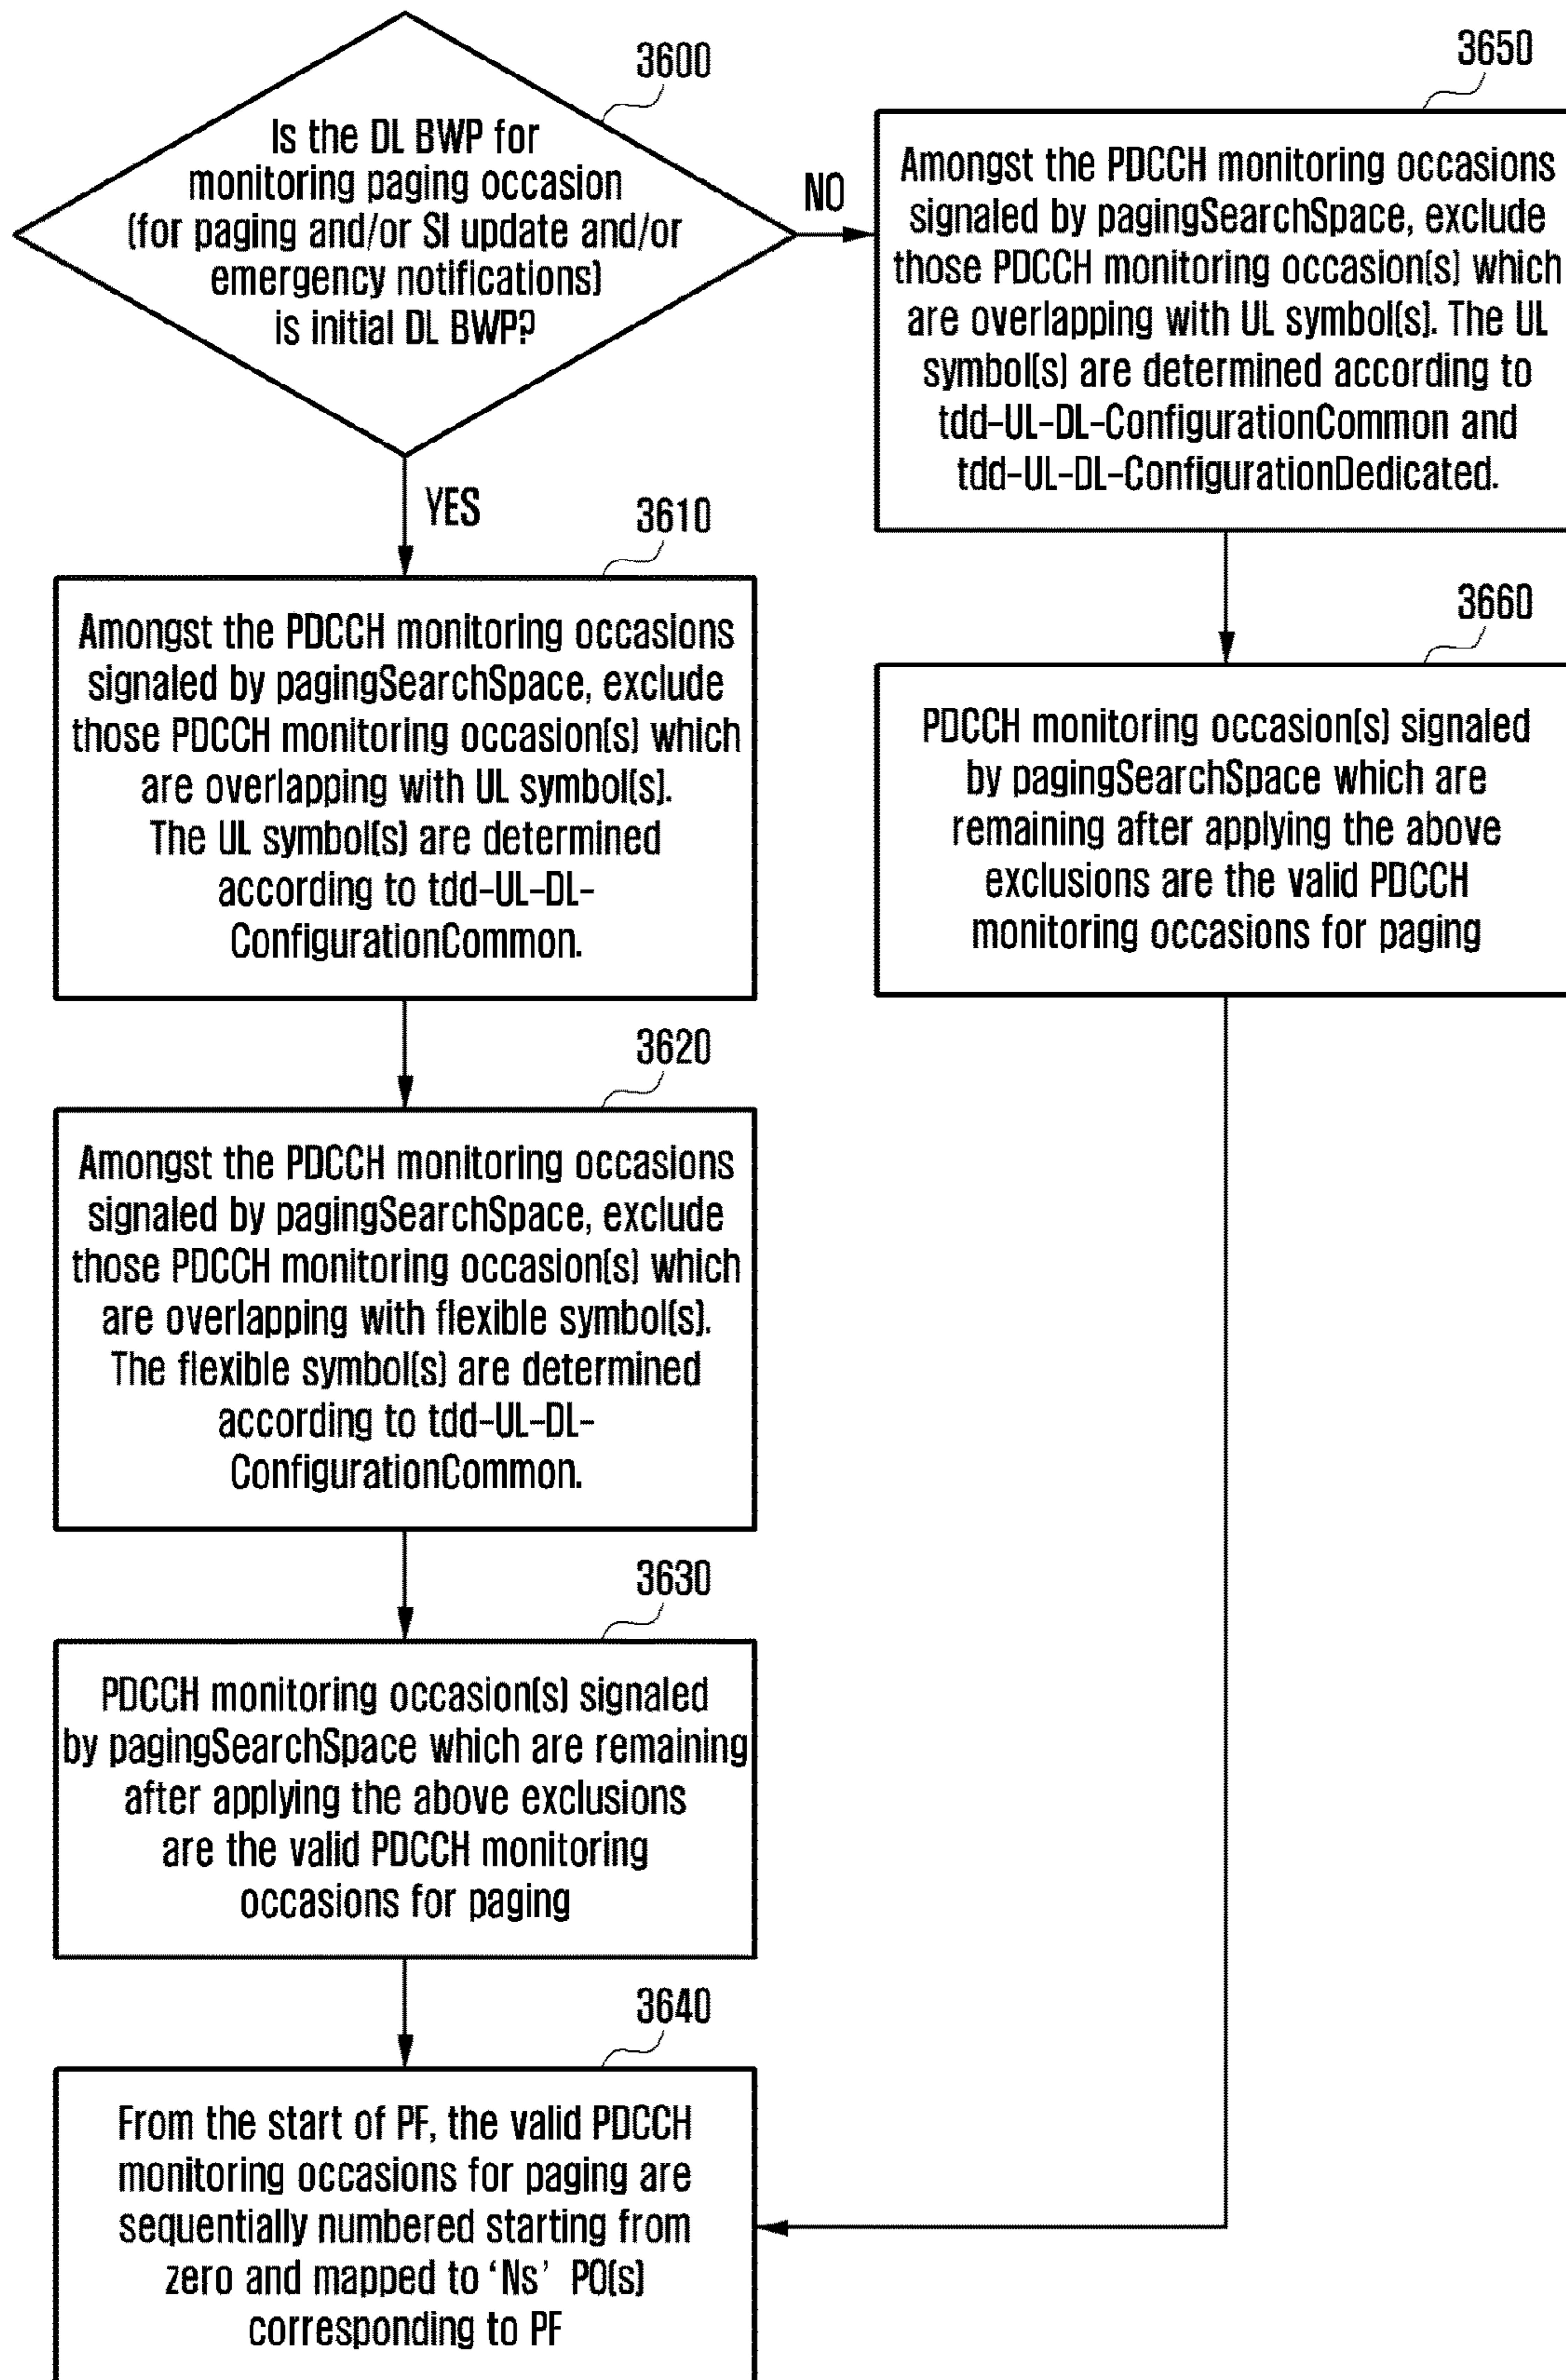 3600
Is the DL BWP for
monitoring paging occasion
(for paging and/or SI update and/or
emergency notifications)
is initial DL BWP?
NO
YES
3610
Amongst the PDCCH monitoring occasions
signaled by pagingSearchSpace, exclude
those PDCCH monitoring occasion(s) which
are overlapping with UL symbol(s).
The UL symbol(s) are determined
according to tdd-UL-DL-
ConfigurationCommon.
3620
Amongst the PDCCH monitoring occasions
signaled by pagingSearchSpace, exclude
those PDCCH monitoring occasion(s) which
are overlapping with flexible symbol(s).
The flexible symbol(s) are determined
according to tdd-UL-DL-
ConfigurationCommon.
3630
PDCCH monitoring occasion(s) signaled
by pagingSearchSpace which are remaining
after applying the above exclusions
are the valid PDCCH monitoring
occasions for paging
3640
From the start of PF, the valid PDCCH
monitoring occasions for paging are
sequentially numbered starting from
zero and mapped to ‘Ns’ PO(s)
corresponding to PF
3650
Amongst the PDCCH monitoring occasions
signaled by pagingSearchSpace, exclude
those PDCCH monitoring occasion(s) which
are overlapping with UL symbol(s). The UL
symbol(s) are determined according to
tdd-UL-DL-ConfigurationCommon and
tdd-UL-DL-ConfigurationDedicated.
3660
PDCCH monitoring occasion(s) signaled
by pagingSearchSpace which are
remaining after applying the above
exclusions are the valid PDCCH
monitoring occasions for paging